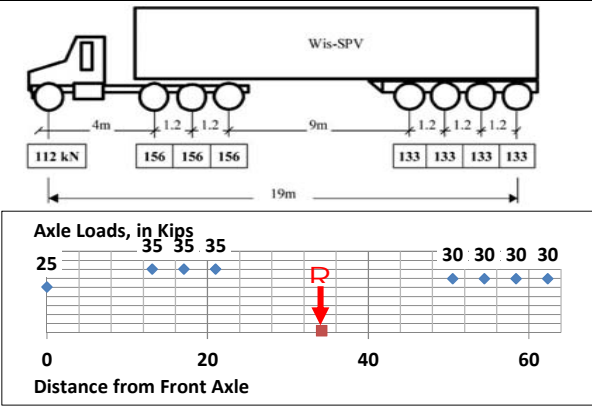 Wis-SPV
4m 1.2 1.2 9m 1.2 1.2 1.2
112 kN 156 156 156 133 133 133 133
19m
Axle Loads, in Kips
25 35 35 35 30 30 30 30
R
0 20 40 60
Distance from Front Axle